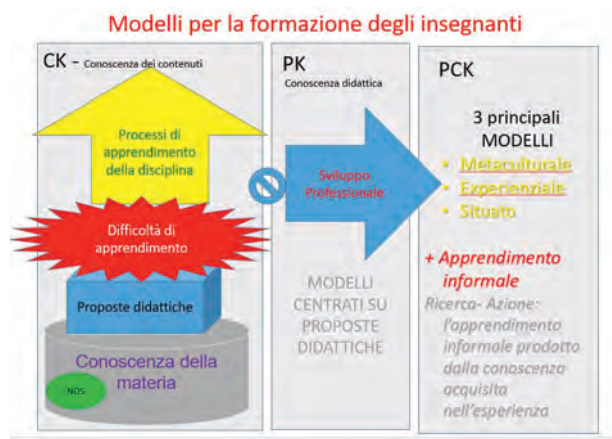 Modelli per la formazione degli insegnanti
CK - Conoscenza dei contenuti
Processi di
apprendimento
della disciplina
Difficoltà di
apprendimento
Proposte didattiche
Conoscenza della
materia
NOS
PK
Conoscenza didattica
Sviluppo
Professionale
MODELLI
CENTRATI SU
PROPOSTE
DIDATTICHE
PCK
3 principali
MODELLI
• Metaculturale
• Experienziale
• Situato
+ Apprendimento
informale
Ricerca- Azione:
l'apprendimento
informale prodotto
dalla conoscenza
acquisita
nell'esperienza